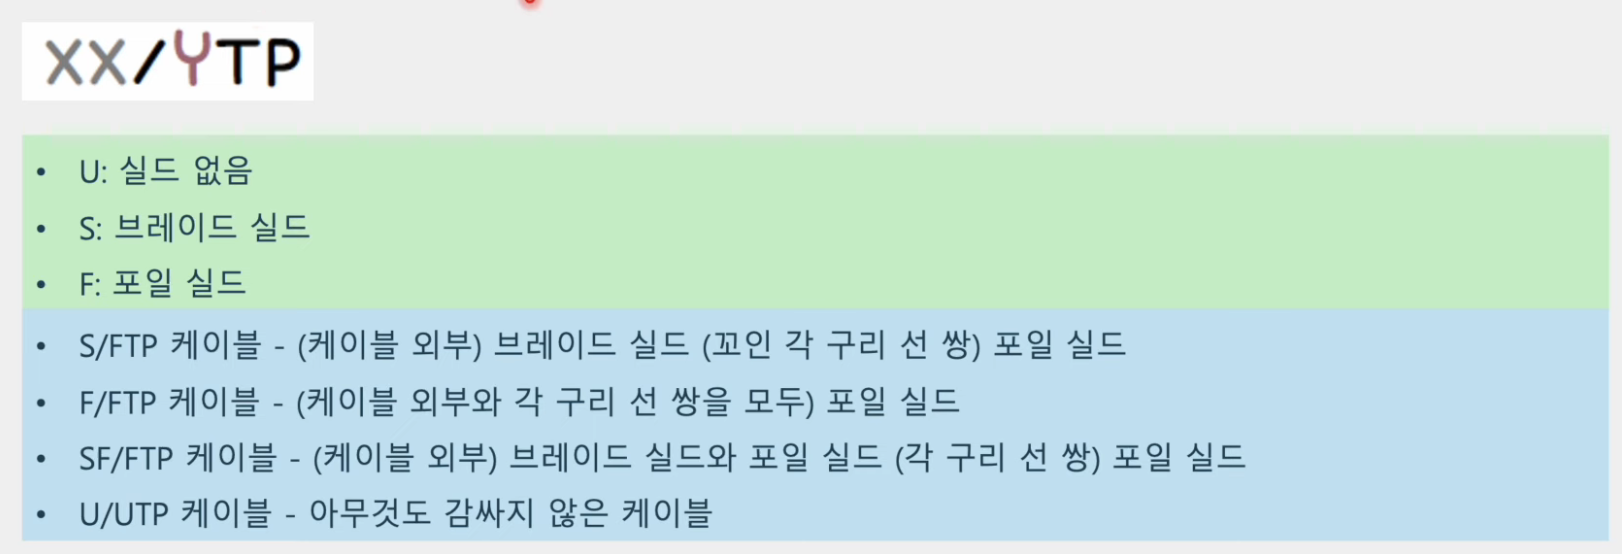 XX/YTP
• U: 실드 없음
• S: 브레이드 실드
• F: 포일 실드
• S/FTP 케이블 - (케이블 외부) 브레이드 실드 (꼬인 각 구리 선 쌍) 포일 실드
• F/FTP 케이블 - (케이블 외부와 각 구리 선 쌍을 모두) 포일 실드
• SF/FTP 케이블 - (케이블 외부) 브레이드 실드와 포일 실드 (각 구리 선 쌍) 포일 실드
• U/UTP 케이블 - 아무것도 감싸지 않은 케이블